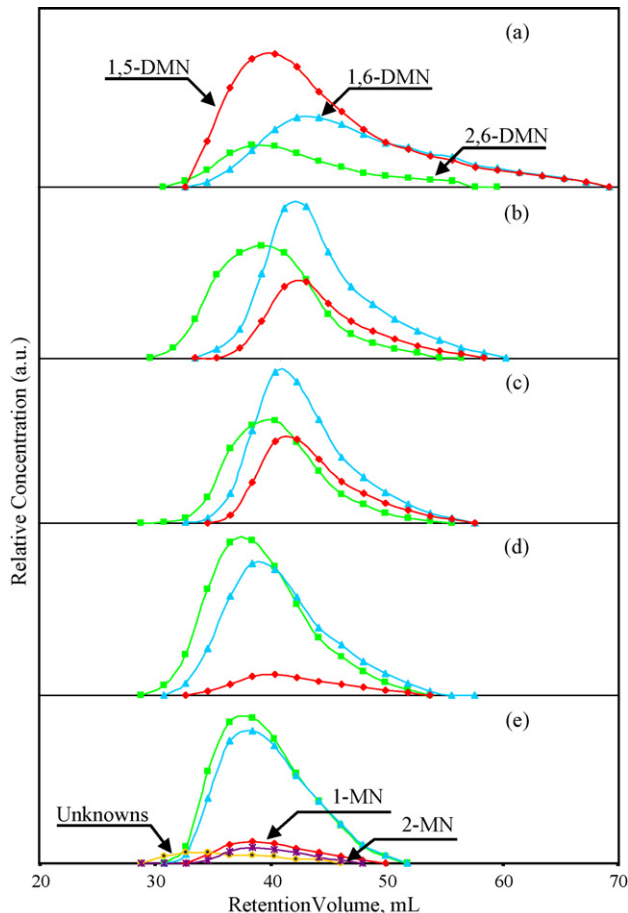 (a)
1,5-DMN
1,6-DMN
2,6-DMN
(b)
(c)
(d)
(e)
Unknowns
1-MN
2-MN
Relative Concentration (a.u.)
20 30 40 50 60 70
RetentionVolume, mL